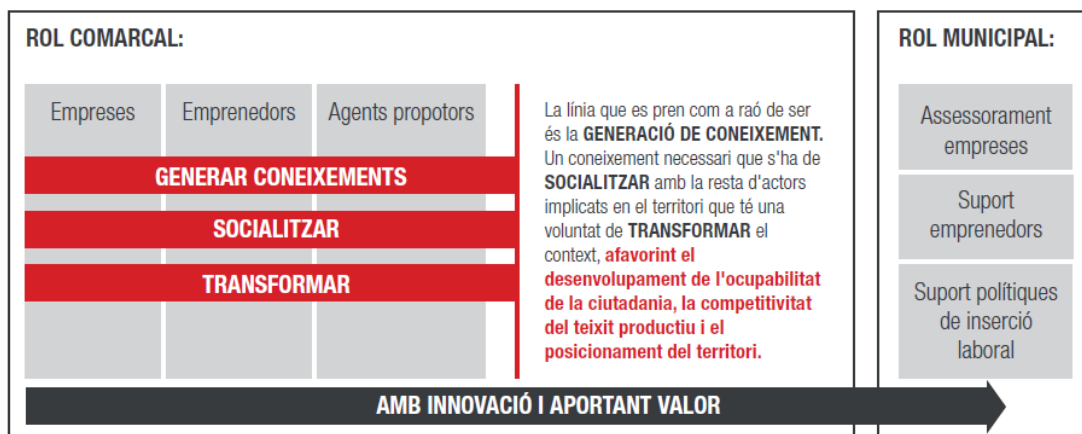 ROL COMARCAL:
Empreses
Emprenedors
Agents propotors
GENERAR CONEIXEMENTS
SOCIALITZAR
TRANSFORMAR
La línia que es pren com a raó de ser
és la GENERACIÓ DE CONEIXEMENT.
Un coneixement necessari que s'ha de
SOCIALITZAR amb la resta d'actors
implicats en el territori que té una
voluntat de TRANSFORMAR el
context, afavorint el
desenvolupament de l'ocupabilitat
de la ciutadania, la competitivitat
del teixit productiu i el
posicionament del territori.
ROL MUNICIPAL:
Assessorament
empreses
Suport
emprenedors
Suport polítiques
de inserció
laboral
AMB INNOVACIÓ I APORTANT VALOR